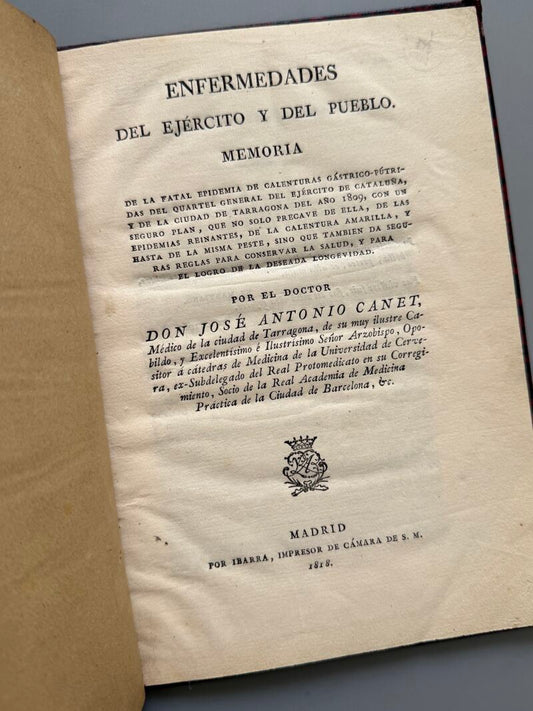 ENFERMEDADES
DEL EJÉRCITO Y DEL PUEBLO.
MEMORIA
DE LA FATAL EPIDEMIA DE CALENTURAS GÁSTRICO-PÚTRI-
DAS DEL QUARTEL GENERAL DEL EJÉRCITO DE CATALUÑA,
Y DE LA CIUDAD DE TARRAGONA DEL AÑO 1809, CON UN
SEGURO PLAN, QUE NO SOLO PRECAVE DE ELLA, DE LAS
EPIDEMIAS REINANTES, DE LA CALENTURA AMARILLA, Y
HASTA DE LA MISMA PESTE, SINO QUE TAMBIEN DA SEGU-
RAS REGLAS PARA CONSERVAR LA SALUD, Y PARA
EL LOGRO DE LA DESEADA LONGEVIDAD.
POR EL DOCTOR
DON JOSÉ ANTONIO CANET,
Médico de la ciudad de Tarragona, de su muy ilustre Ca-
bildo, y Excelentísimo é Ilustrisimo Señor Arzobispo, Opo-
sitor á cátedras de Medicina de la Universidad de Cerve-
ra, ex-Subdelegado del Real Protomedicato en su Corregi-
miento, Socio de la Real Academia de Medicina
Práctica de la Ciudad de Barcelona, &c.
MADRID
POR IBARRA, IMPRESOR DE CÁMARA DE S. M.
1818.